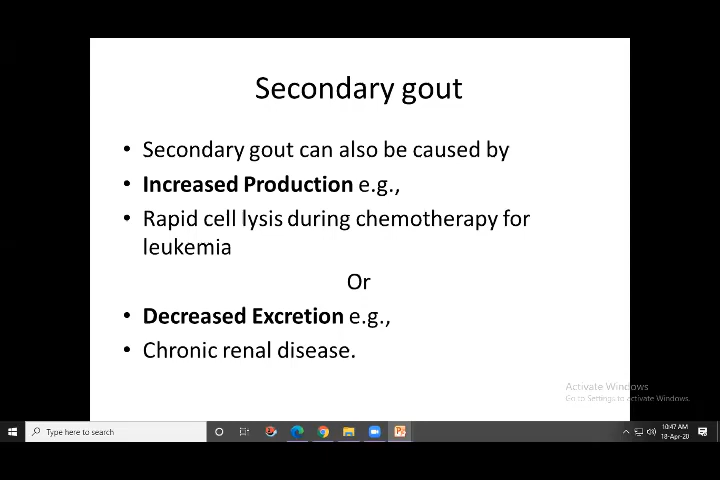 Secondary gout
• Secondary gout can also be caused by
• Increased Production e.g.,
• Rapid cell lysis during chemotherapy for
leukemia
Or
• Decreased Excretion e.g.,
• Chronic renal disease.
Activate Windows
Go to Settings to activate Windows.
Type here to search
10:47 AM
18-Apr-20